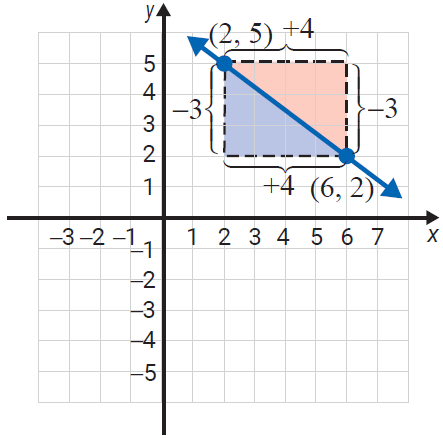 y
(2, 5) +4
5
4
–3 –3
3
2
+4 (6, 2)
1
–3 –2 –1 1 2 3 4 5 6 7 x
–1
–2
–3
–4
–5